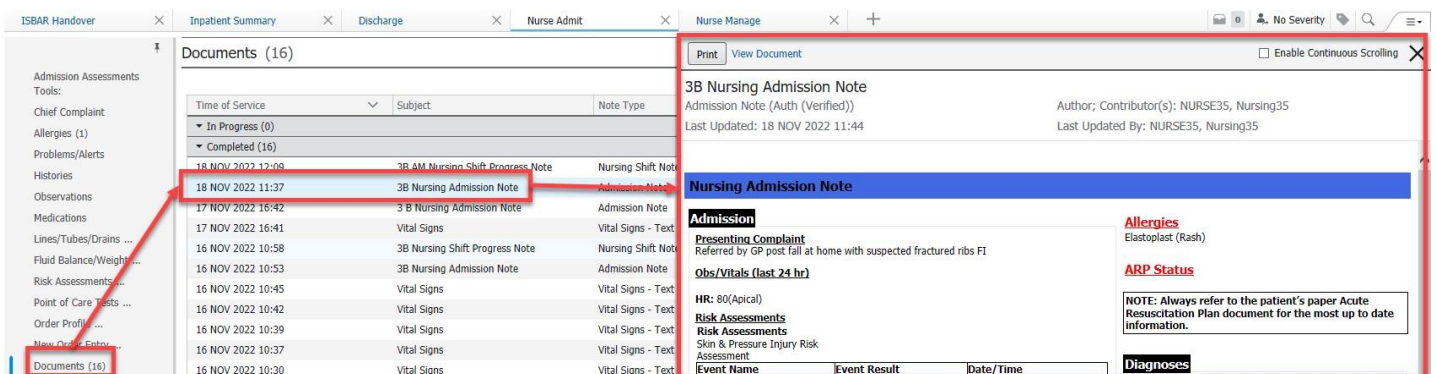 ISBAR Handover
Inpatient Summary
Discharge
Nurse Admit
Nurse Manage
0
No Severity
Admission Assessments
Tools:
Chief Complaint
Allergies (1)
Problems/Alerts
Histories
Observations
Medications
Lines/Tubes/Drains ...
Fluid Balance/Weight ...
Risk Assessments ...
Point of Care Tests ...
Order Profile ...
New Order Entry ...
Documents (16)
Documents (16)
Time of Service Subject Note Type
In Progress (0)
Completed (16)
18 NOV 2022 12:09 3B AM Nursing Shift Progress Note Nursing Shift Note
18 NOV 2022 11:37 3B Nursing Admission Note Admission Note
17 NOV 2022 16:42 3 B Nursing Admission Note Admission Note
17 NOV 2022 16:41 Vital Signs Vital Signs - Text
16 NOV 2022 10:58 3B Nursing Shift Progress Note Nursing Shift Note
16 NOV 2022 10:53 3B Nursing Admission Note Admission Note
16 NOV 2022 10:45 Vital Signs Vital Signs - Text
16 NOV 2022 10:42 Vital Signs Vital Signs - Text
16 NOV 2022 10:39 Vital Signs Vital Signs - Text
16 NOV 2022 10:37 Vital Signs Vital Signs - Text
16 NOV 2022 10:30 Vital Signs Vital Signs - Text
Print View Document Enable Continuous Scrolling
3B Nursing Admission Note
Admission Note (Auth (Verified)) Author; Contributor(s): NURSE35, Nursing35
Last Updated: 18 NOV 2022 11:44 Last Updated By: NURSE35, Nursing35
Nursing Admission Note
Admission
Presenting Complaint
Referred by GP post fall at home with suspected fractured ribs FI
Obs/Vitals (last 24 hr)
HR: 80(Apical)
Risk Assessments
Risk Assessments
Skin & Pressure Injury Risk
Assessment
Event Name Event Result Date/Time
Allergies
Elastoplast (Rash)
ARP Status
NOTE: Always refer to the patient's paper Acute
Resuscitation Plan document for the most up to date
information.
Diagnoses